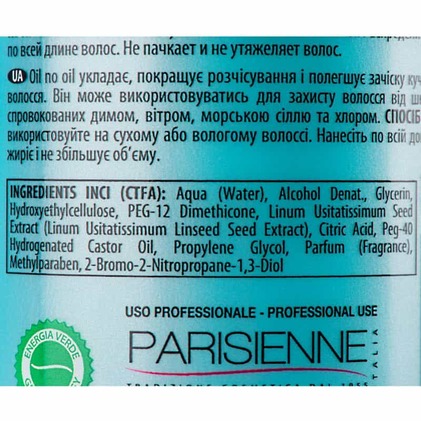 по всей длине волос. Не пачкает и не утяжеляет волос.
UA Oil no oil укладає, покращує розчісування і полегшує зачіску куч
волосся. Він може використовуватись для захисту волосся від
спровокованих димом, вітром, морською сіллю та хлором. СПОСІБ
використовуйте на сухому або вологому волоссі. Нанесіть по всій
жиріє і не збільшує об'єму.
INGREDIENTS INCI (CTFA): Aqua (Water), Alcohol Denat., Glycerin,
Hydroxyethylcellulose, PEG-12 Dimethicone, Linum Usitatissimum Seed
Extract (Linum Usitatissimum Linseed Seed Extract), Citric Acid, Peg-40
Hydrogenated Castor Oil, Propylene Glycol, Parfum (Fragrance),
Methylparaben, 2-Bromo-2-Nitropropane-1,3-Diol
USO PROFESSIONALE - PROFESSIONAL USE
PARISIENNE
ITALIA
ENERGIA VERDE